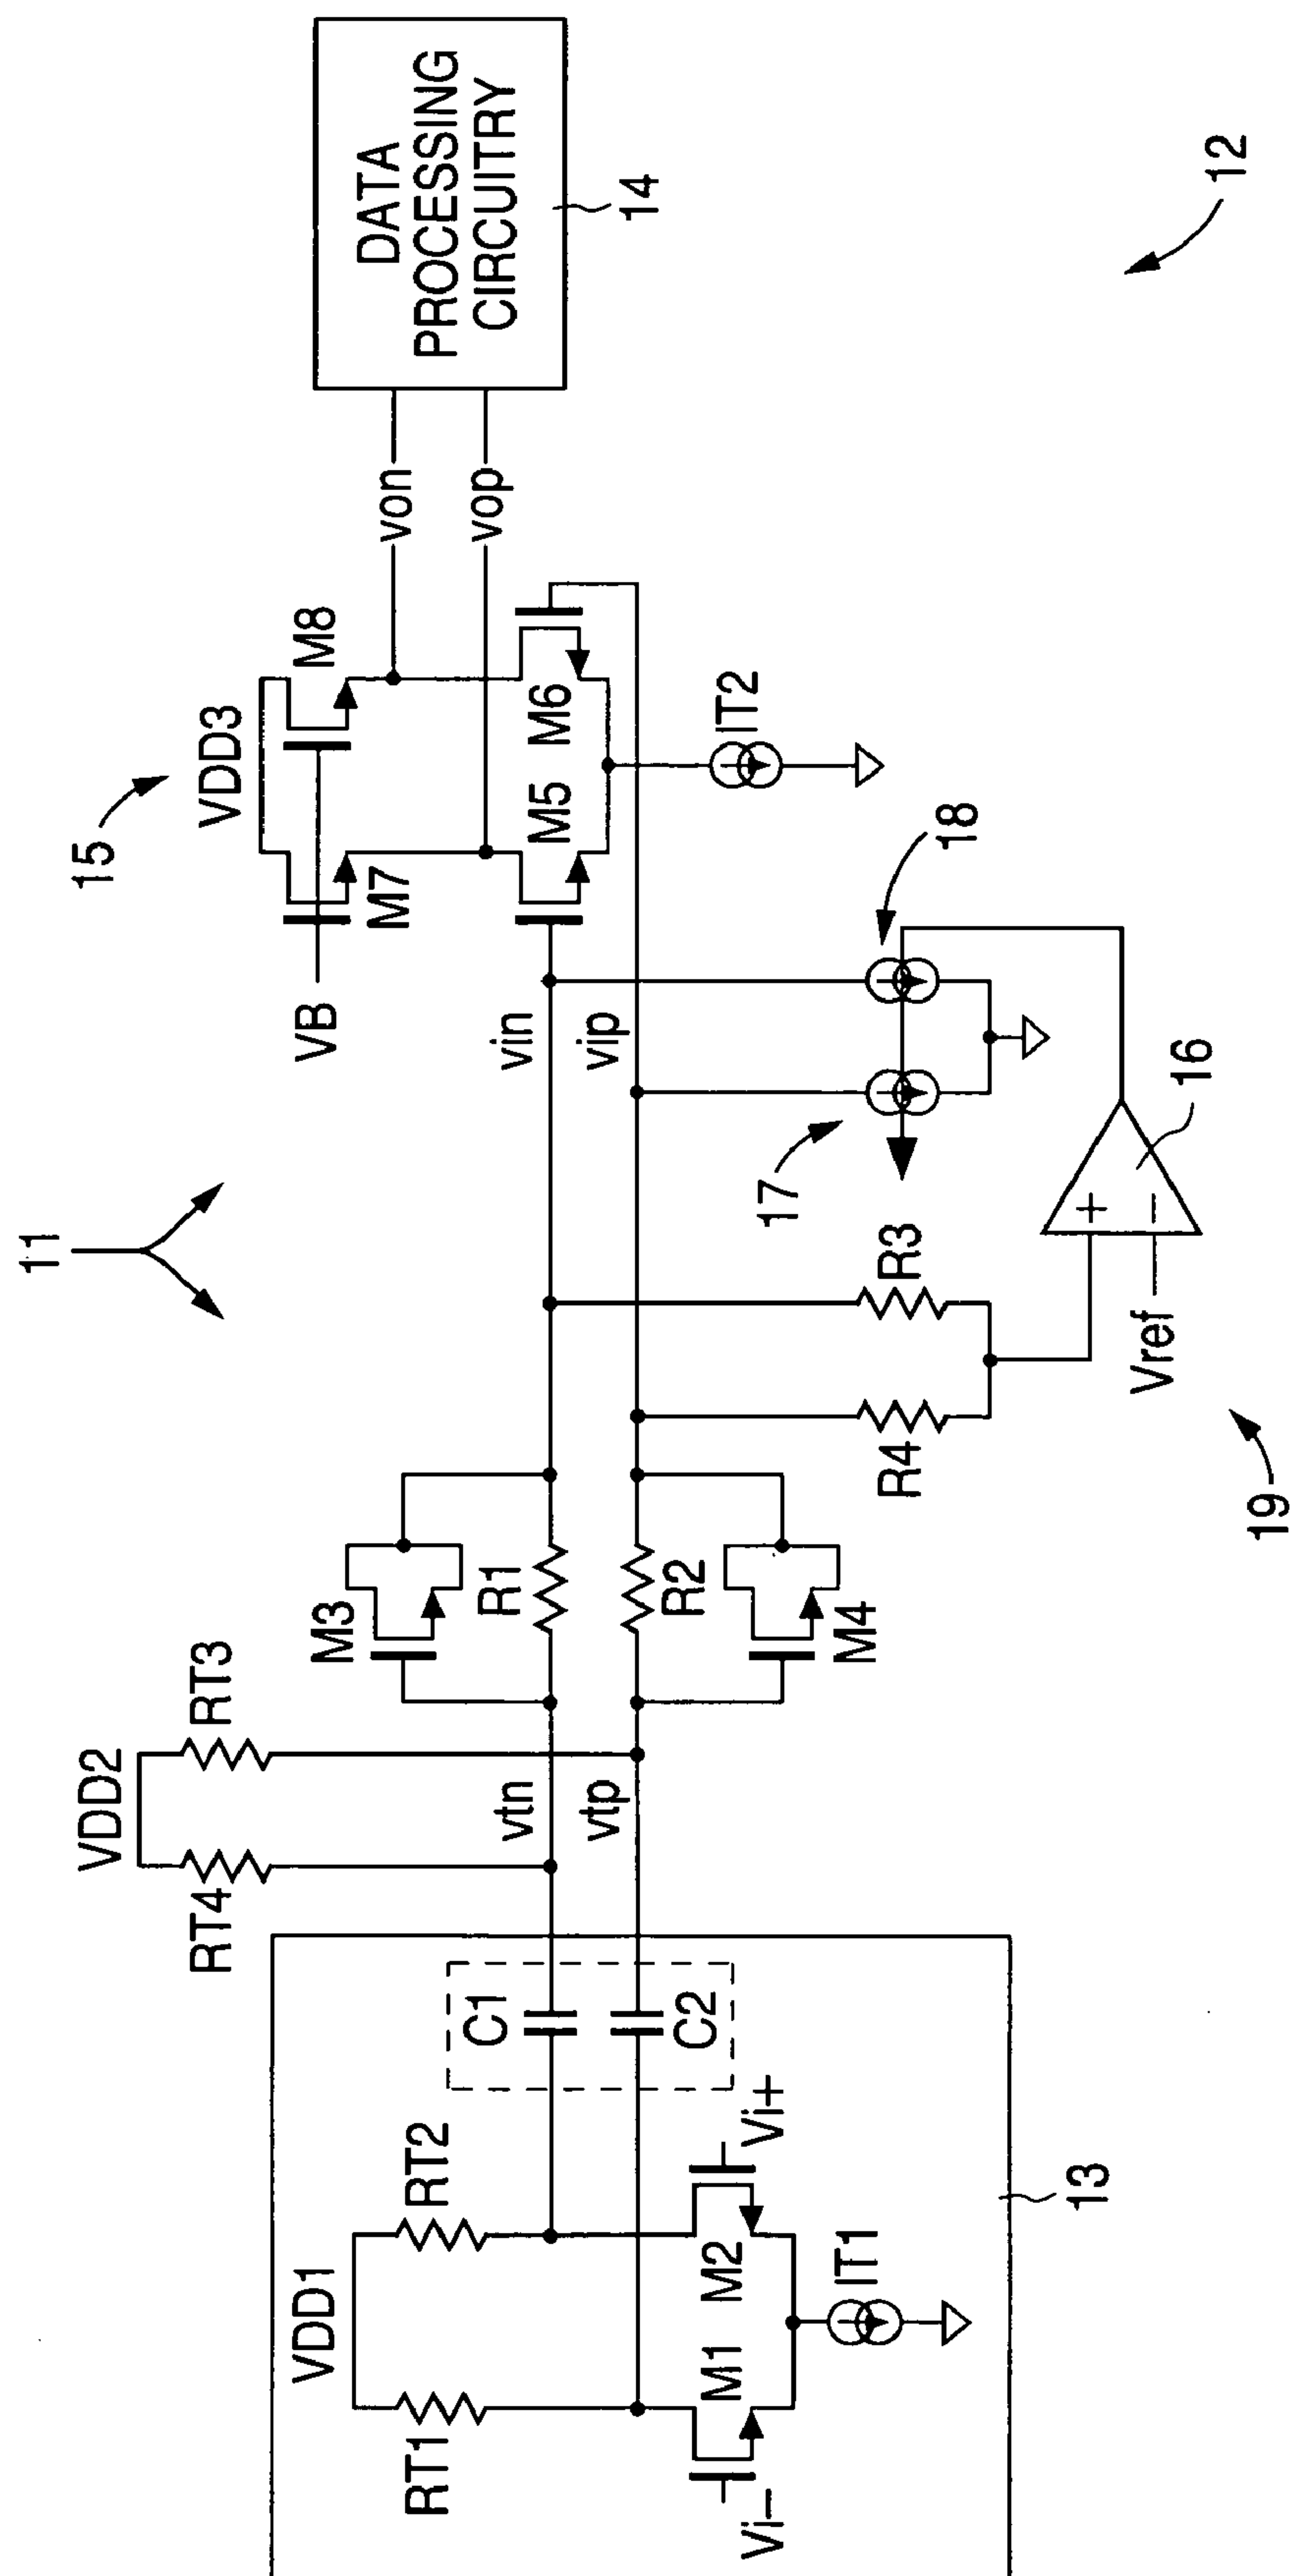 11
15
VDD3
M8
VB
M7
von
vop
DATA
PROCESSING
CIRCUITRY
14
VDD2
RT4
RT3
M3
R1
vtn
vtp
R2
M4
vin
vip
M5
M6
IT2
VDD1
RT1
RT2
C1
C2
M1
M2
Vi−
Vi+
IT1
13
R4
R3
17
18
+
−
Vref
16
19
12